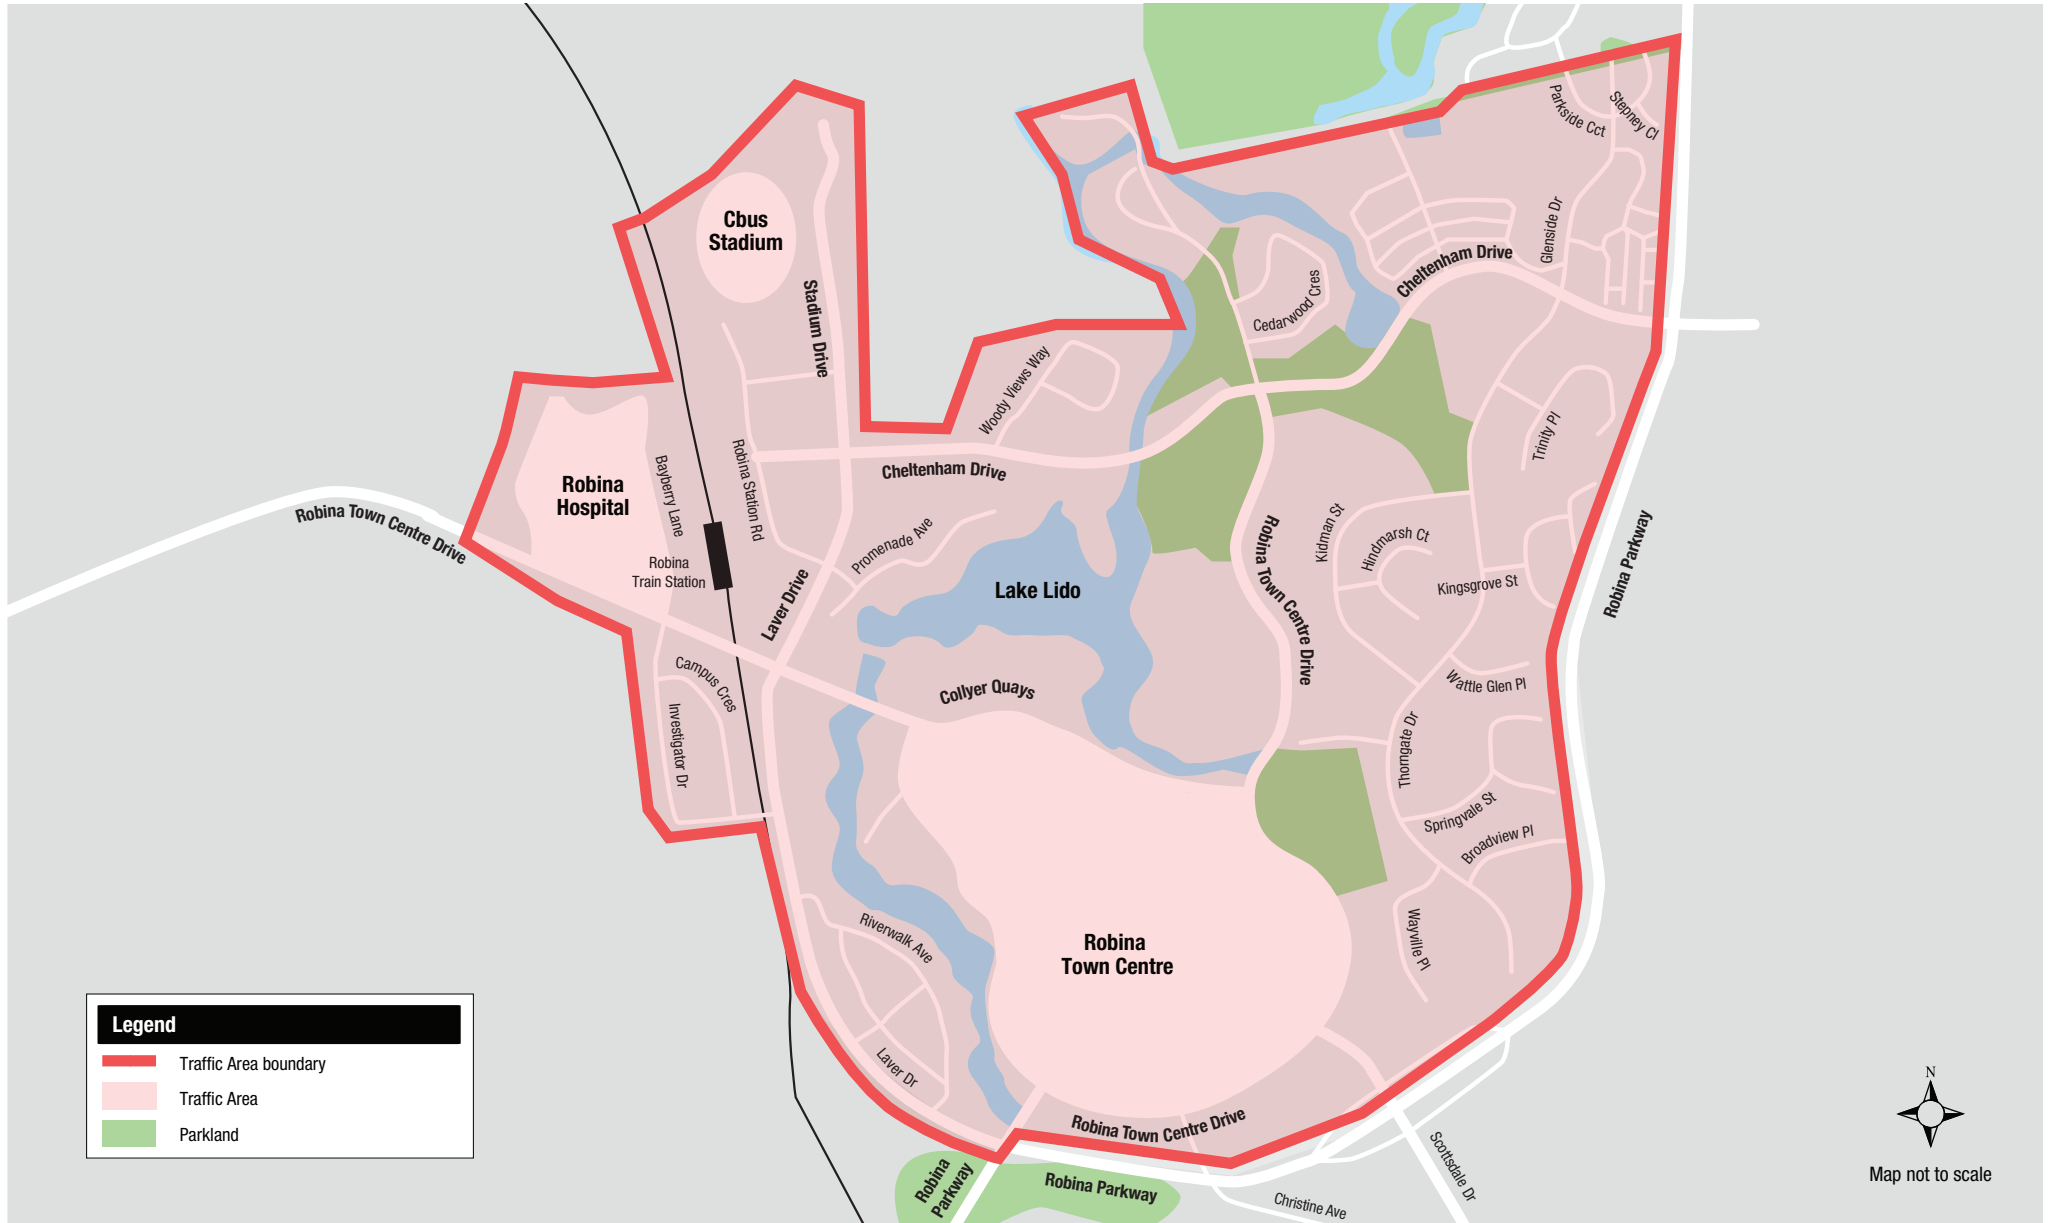 Parkside Cct
Stepney Cl
Cbus
Stadium
Glenside Dr
Cheltenham Drive
Cedarwood Cres
Stadium Drive
Woody Views Way
Trinity Pl
Robina
Hospital
Bayberry Lane
Robina Station Rd
Cheltenham Drive
Robina Town Centre Drive
Promenade Ave
Robina
Train Station
Laver Drive
Lake Lido
Robina Town Centre Drive
Kidman St
Hindmarsh Ct
Kingsgrove St
Robina Parkway
Campus Cres
Investigator Dr
Collyer Quays
Wattle Glen Pl
Thorngate Dr
Springvale St
Broadview Pl
Riverwalk Ave
Robina
Town Centre
Wayville Pl
Laver Dr
Robina Town Centre Drive
Robina
Parkway
Robina Parkway
Christine Ave
Scottsdale Dr
Legend
Traffic Area boundary
Traffic Area
Parkland
N
Map not to scale